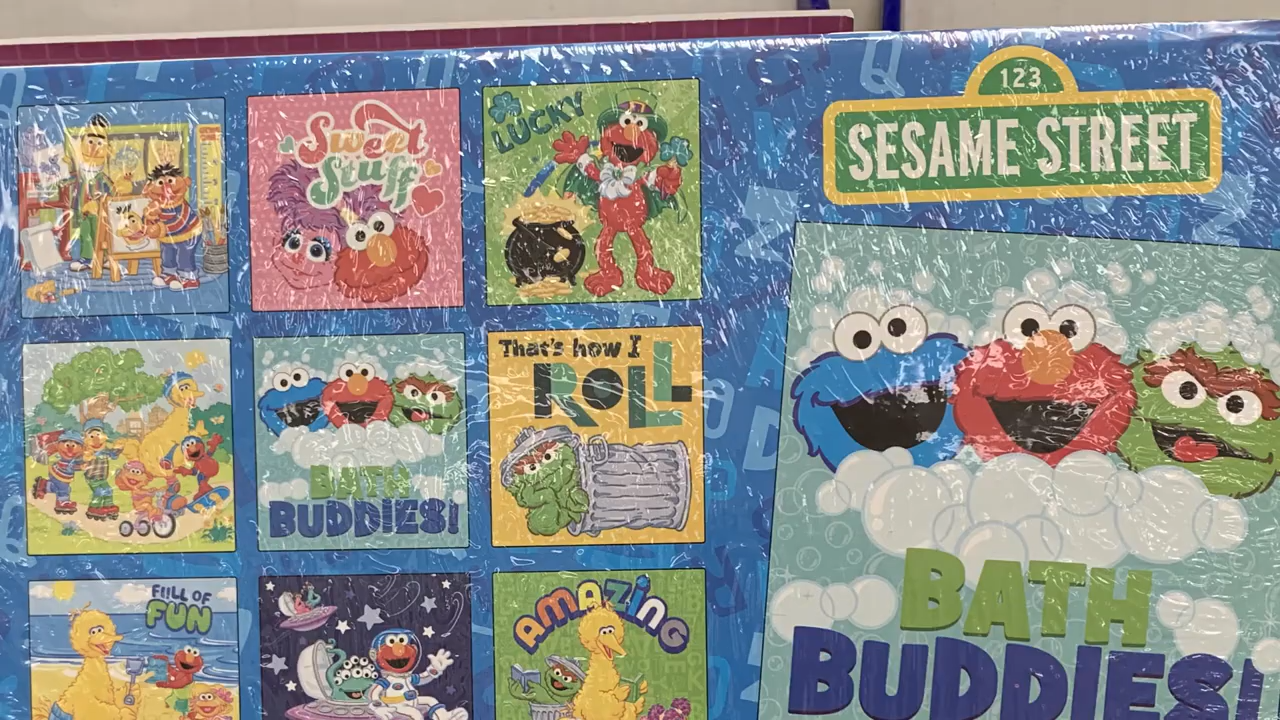 123
SESAME STREET
Sweet
Stuff
LUCKY
BATH
BUDDIES!
That's how I
ROLL
FULL OF
FUN
AMAZING
BATH
BUDDIES!